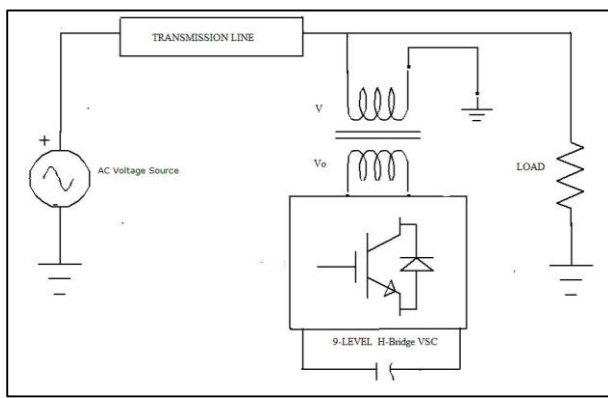 TRANSMISSION LINE
V
+
AC Voltage Source
-
Vo
LOAD
9-LEVEL H-Bridge VSC